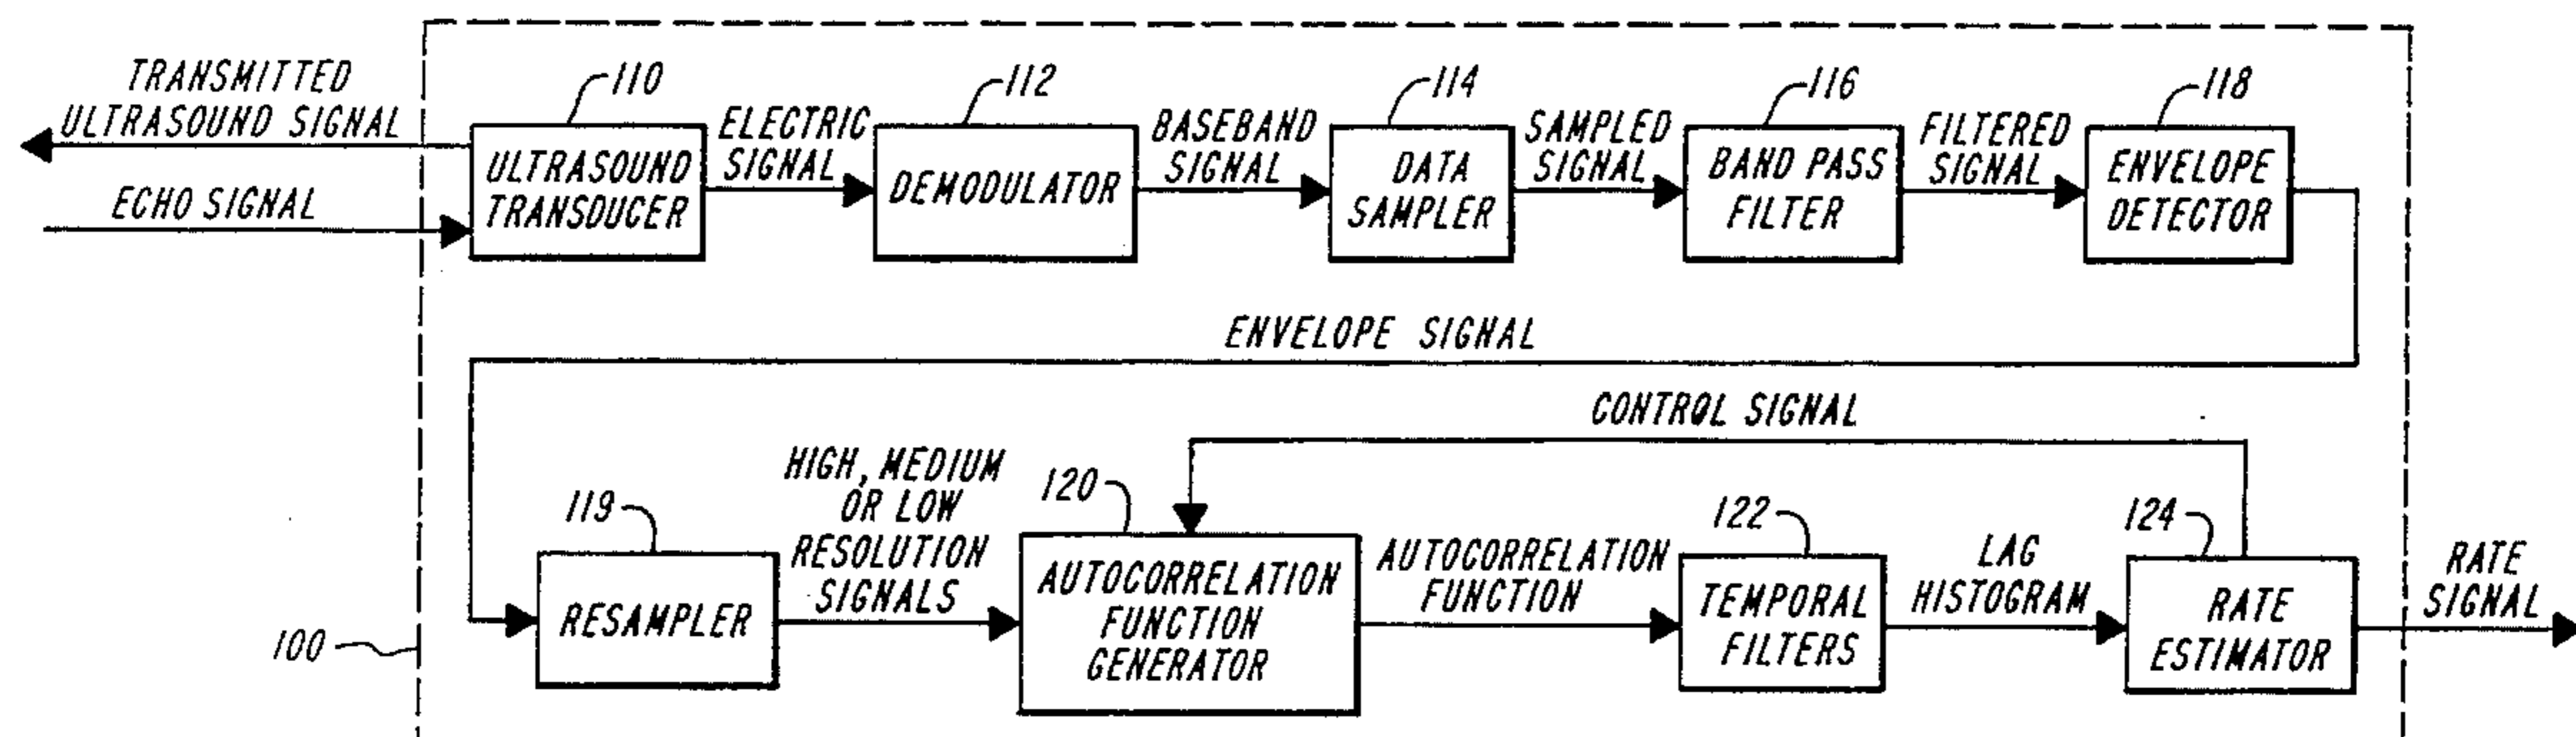 TRANSMITTED
ULTRASOUND SIGNAL
ECHO SIGNAL
110
ULTRASOUND
TRANSDUCER
ELECTRIC
SIGNAL
112
DEMODULATOR
BASEBAND
SIGNAL
114
DATA
SAMPLER
SAMPLED
SIGNAL
116
BAND PASS
FILTER
FILTERED
SIGNAL
118
ENVELOPE
DETECTOR
ENVELOPE SIGNAL
CONTROL SIGNAL
100
119
RESAMPLER
HIGH, MEDIUM
OR LOW
RESOLUTION
SIGNALS
120
AUTOCORRELATION
FUNCTION
GENERATOR
AUTOCORRELATION
FUNCTION
122
TEMPORAL
FILTERS
LAG
HISTOGRAM
124
RATE
ESTIMATOR
RATE
SIGNAL